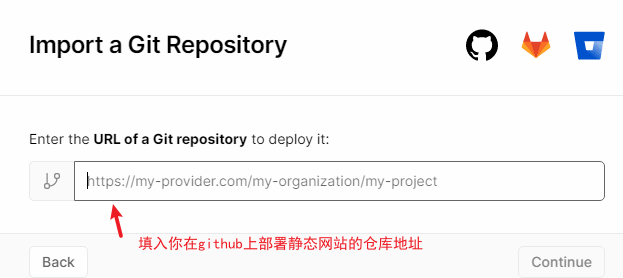 Import a Git Repository
Enter the URL of a Git repository to deploy it:
https://my-provider.com/my-organization/my-project
填入你在github上部署静态网站的仓库地址
Back
Continue